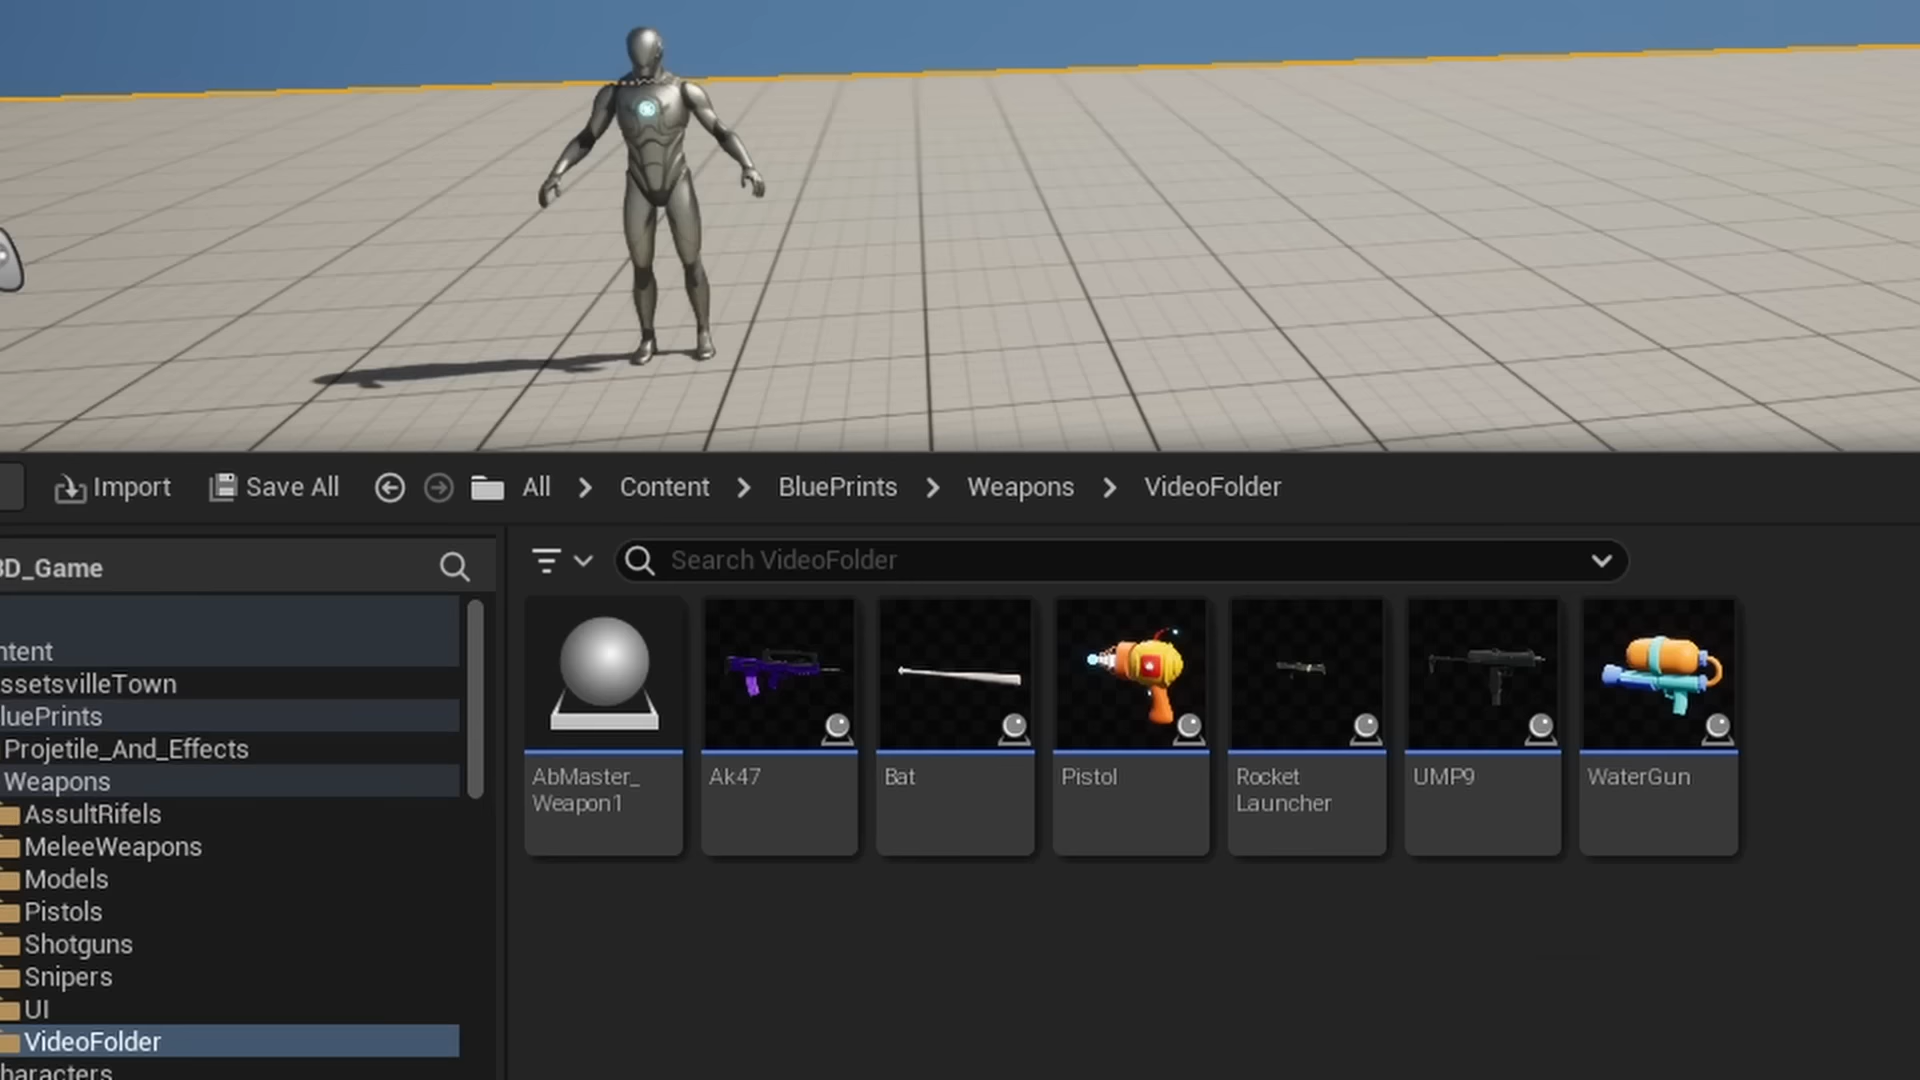 Import
Save All
All > Content > BluePrints > Weapons > VideoFolder
3D_Game
Search VideoFolder
ntent
ssetsvilleTown
luePrints
Projetile_And_Effects
Weapons
AssultRifels
MeleeWeapons
Models
Pistols
Shotguns
Snipers
UI
VideoFolder
haracters
AbMaster_
Weapon1
Ak47
Bat
Pistol
Rocket
Launcher
UMP9
WaterGun